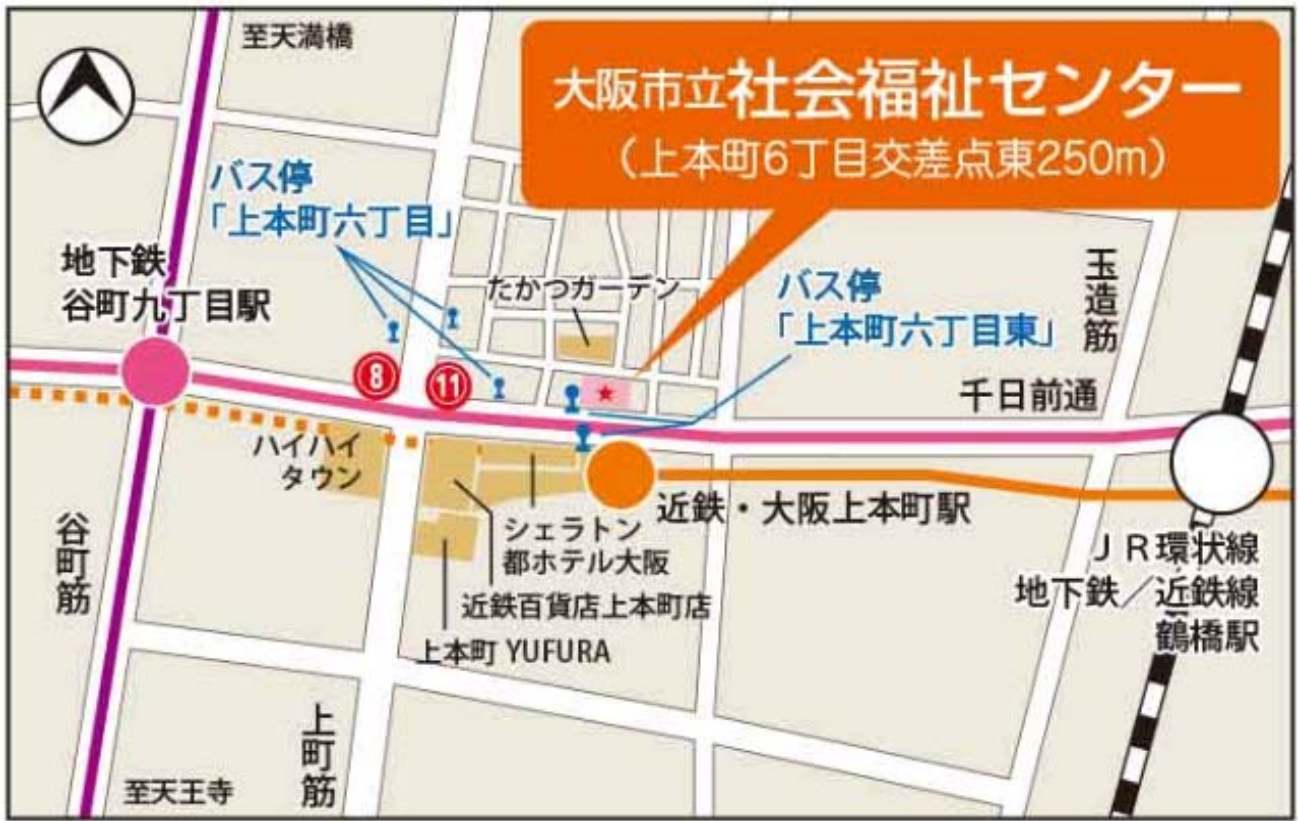 至天満橋
大阪市立社会福祉センター
（上本町6丁目交差点東250m）
バス停
「上本町六丁目」
地下鉄
谷町九丁目駅
たかつガーデン
バス停
「上本町六丁目東」
玉造筋
8
11
千日前通
ハイハイ
タウン
近鉄・大阪上本町駅
シェラトン
都ホテル大阪
近鉄百貨店上本町店
上本町 YUFURA
谷町筋
ＪＲ環状線
地下鉄／近鉄線
鶴橋駅
上町筋
至天王寺